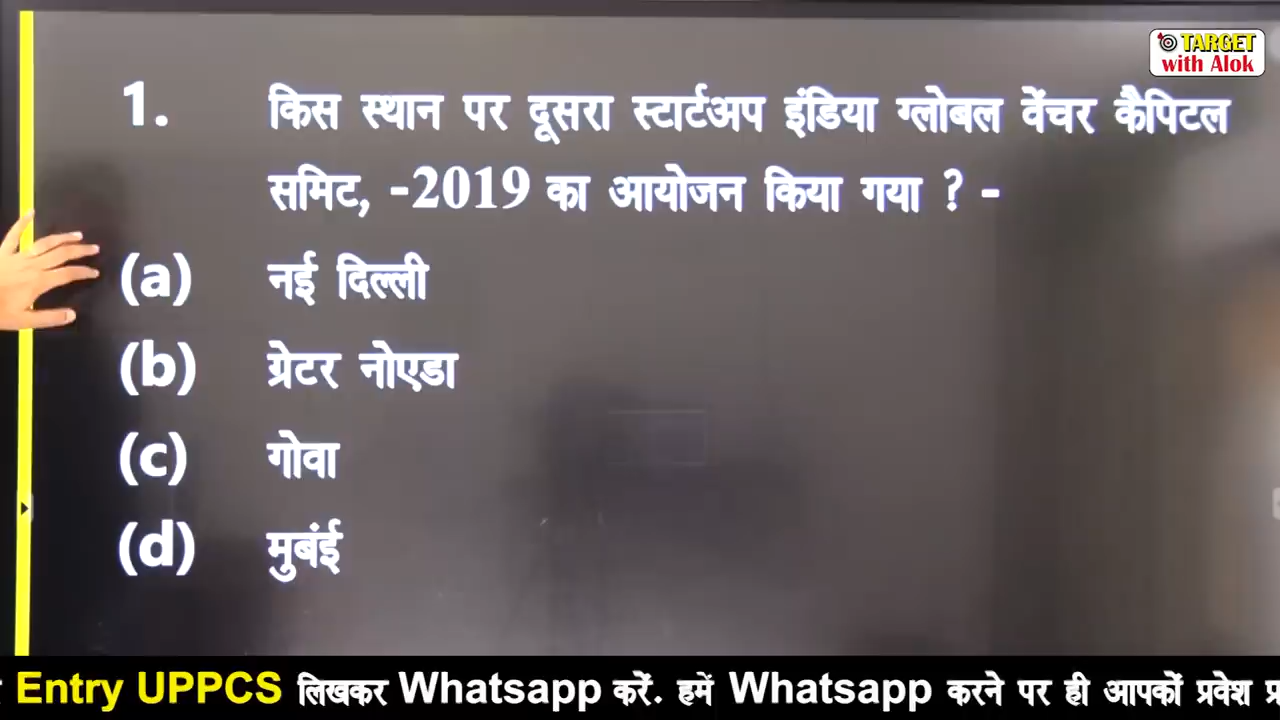 TARGET
with Alok
1. किस स्थान पर दूसरा स्टार्टअप इंडिया ग्लोबल वेंचर कैपिटल
समिट, -2019 का आयोजन किया गया ? -
(a) नई दिल्ली
(b) ग्रेटर नोएडा
(c) गोवा
(d) मुबंई
Entry UPPCS लिखकर Whatsapp करें. हमें Whatsapp करने पर ही आपकों प्रवेश